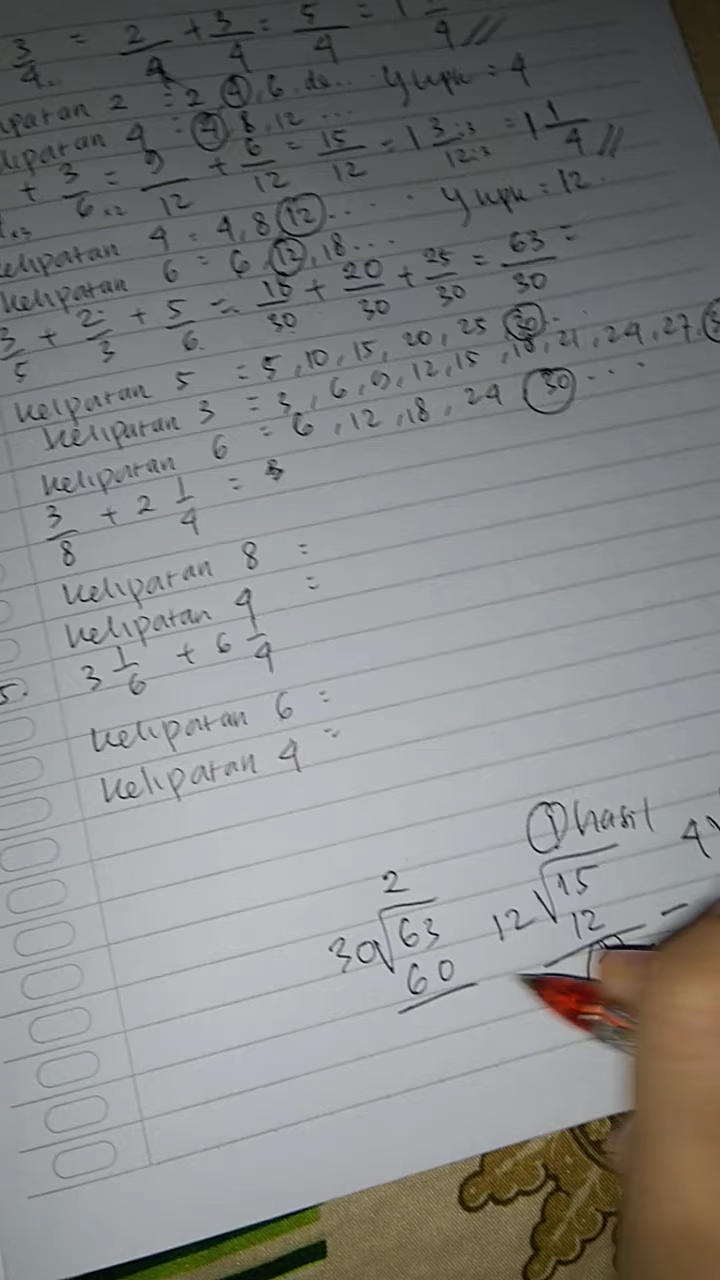 3/4 = 2/4 + 3/4 = 5/4 = 1 1/4 //
paran 2 = 2, 4, 6, de... y kpk = 4
liparan 4 = 4, 8, 12 ...
+ 3/6 = 9/12 + 6/12 = 15/12 = 1 3:3/12:3 = 1 1/4 //
x3 x2
kelipatan 4 = 4, 8, 12 .... y kpk = 12.
kelipatan 6 = 6, 12, 18 ...
3/5 + 2/3 + 5/6 = 18/30 + 20/30 + 25/30 = 63/30 =
kelipatan 5 = 5, 10, 15, 20, 25, 30..
kelipatan 3 = 3, 6, 9, 12, 15, 18, 21, 24, 27,
kelipatan 6 = 6, 12, 18, 24, 30 ...
3/8 + 2 1/4 =
kelipatan 8 =
kelipatan 4 =
5. 3 1/6 + 6 1/4
kelipatan 6 =
kelipatan 4 =
1 hasil
2
30√63
60
12√15
12 -
4